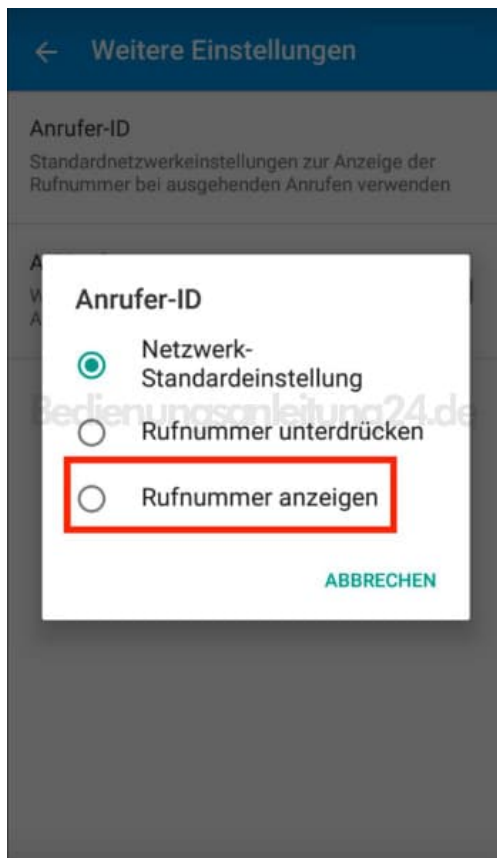 Weitere Einstellungen
Anrufer-ID
Standardnetzwerkeinstellungen zur Anzeige der
Rufnummer bei ausgehenden Anrufen verwenden
A
W
A
Anrufer-ID
Netzwerk-
Standardeinstellung
Bedienungsanleitung24.de
Rufnummer unterdrücken
Rufnummer anzeigen
ABBRECHEN